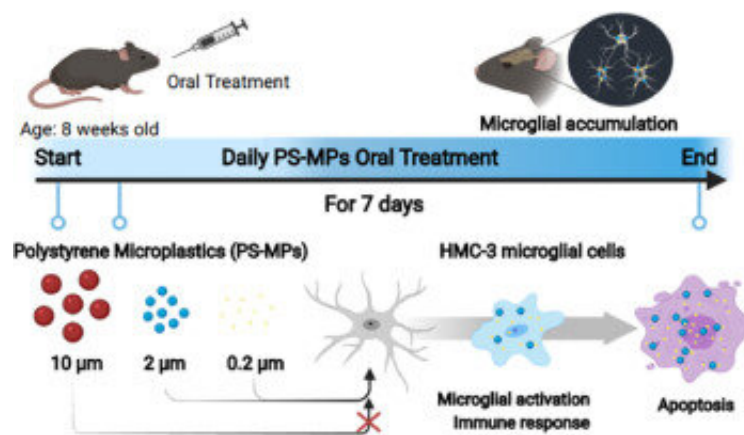 Oral Treatment
Age: 8 weeks old
Microglial accumulation
Start
Daily PS-MPs Oral Treatment
End
For 7 days
Polystyrene Microplastics (PS-MPs)
HMC-3 microglial cells
10 µm
2 µm
0.2 µm
Microglial activation
Immune response
Apoptosis